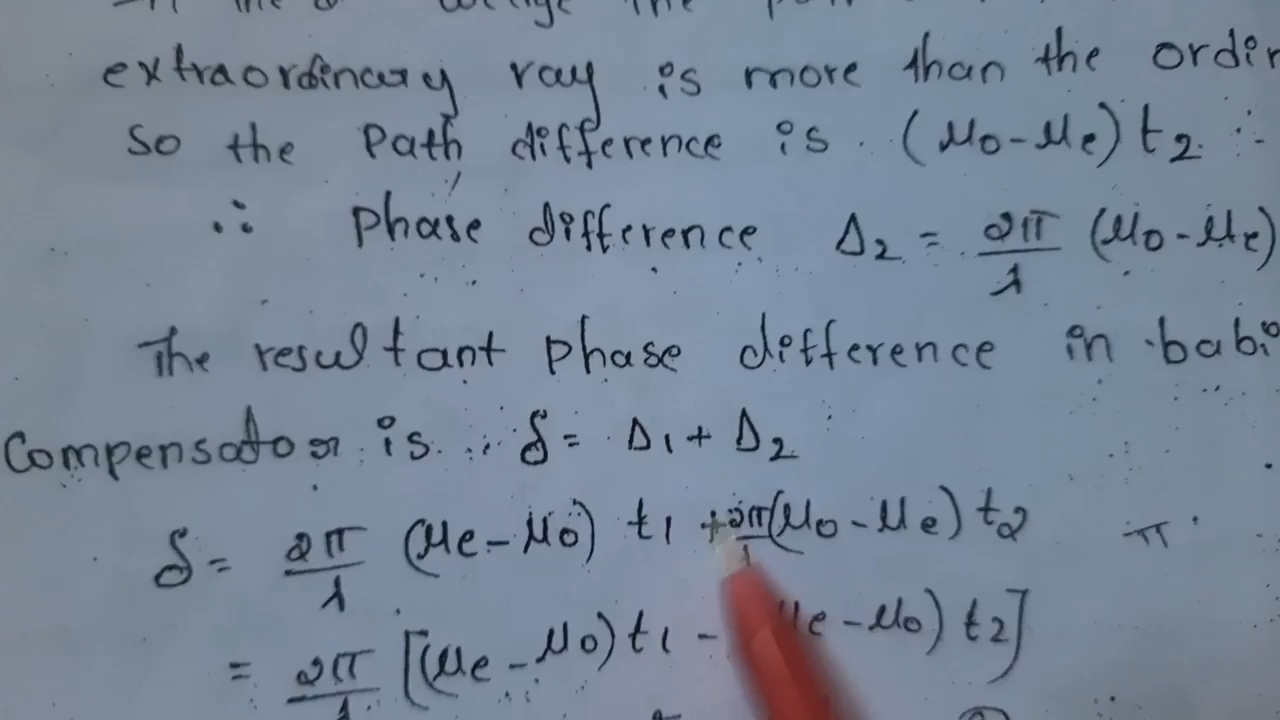 extraordinary ray is more than the ordin
so the Path difference is (μo-μe) t2 ∴
∴ phase difference Δ2 = 2π/λ (μo-μe)
The resultant phase difference in babi
compensator is ∴ δ = Δ1 + Δ2
δ = 2π/λ (μe-μo) t1 + 2π/λ (μo-μe) t2 π
= 2π/λ [(μe-μo) t1 - μe-μo) t2]